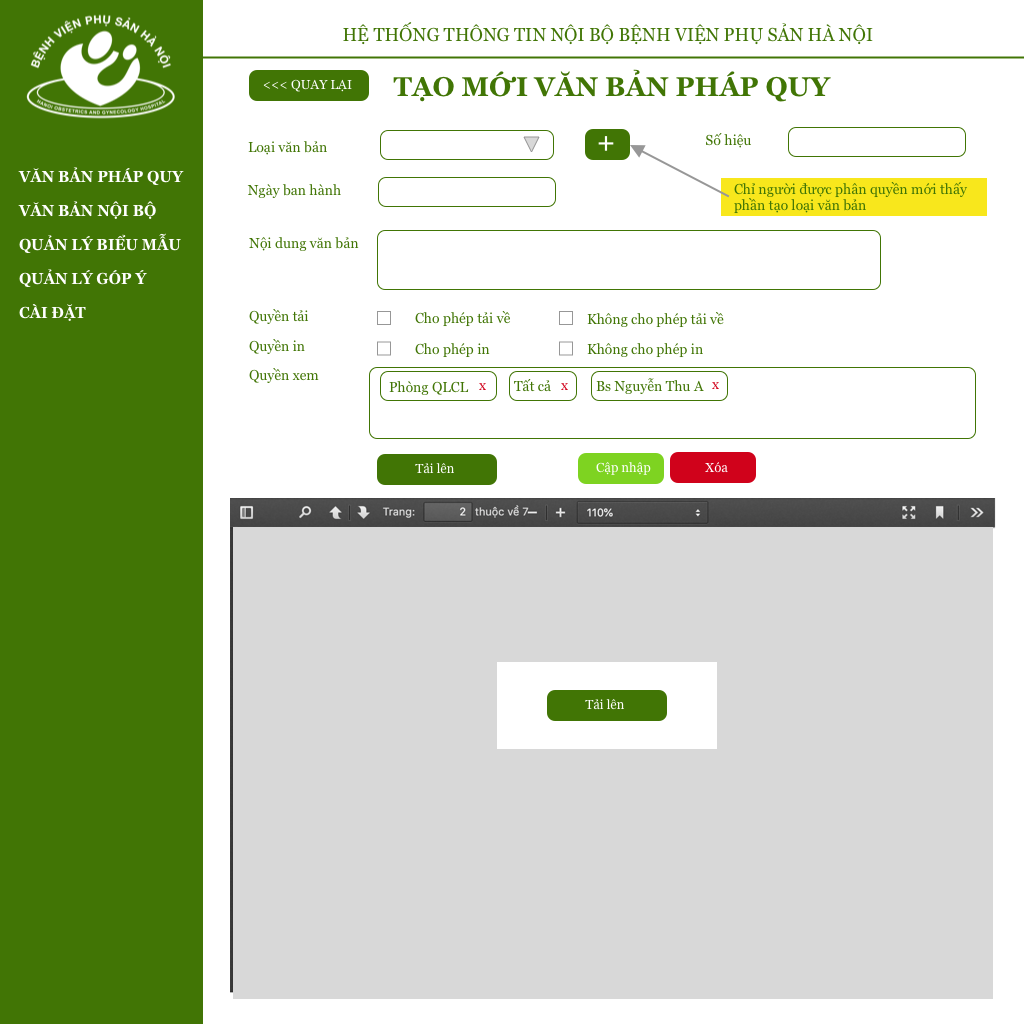 BỆNH VIỆN PHỤ SẢN HÀ NỘI
HANOI OBSTETRICS AND GYNECOLOGY HOSPITAL
VĂN BẢN PHÁP QUY
VĂN BẢN NỘI BỘ
QUẢN LÝ BIỂU MẪU
QUẢN LÝ GÓP Ý
CÀI ĐẶT
HỆ THỐNG THÔNG TIN NỘI BỘ BỆNH VIỆN PHỤ SẢN HÀ NỘI
<<< QUAY LẠI
TẠO MỚI VĂN BẢN PHÁP QUY
Loại văn bản
+
Số hiệu
Ngày ban hành
Chỉ người được phân quyền mới thấy
phần tạo loại văn bản
Nội dung văn bản
Quyền tải
Cho phép tải về
Không cho phép tải về
Quyền in
Cho phép in
Không cho phép in
Quyền xem
Phòng QLCL x
Tất cả x
Bs Nguyễn Thu A x
Tải lên
Cập nhập
Xóa
Trang: 2 thuộc về 7
110%
Tải lên